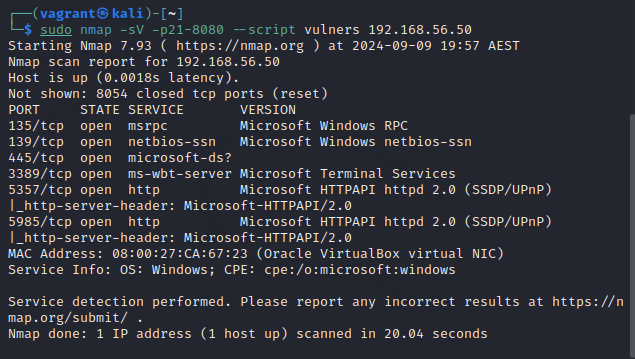 ┌──(vagrant㉿kali)-[~]
└─$ sudo nmap -sV -p21-8080 --script vulners 192.168.56.50
Starting Nmap 7.93 ( https://nmap.org ) at 2024-09-09 19:57 AEST
Nmap scan report for 192.168.56.50
Host is up (0.0018s latency).
Not shown: 8054 closed tcp ports (reset)
PORT     STATE SERVICE       VERSION
135/tcp  open  msrpc         Microsoft Windows RPC
139/tcp  open  netbios-ssn   Microsoft Windows netbios-ssn
445/tcp  open  microsoft-ds?
3389/tcp open  ms-wbt-server Microsoft Terminal Services
5357/tcp open  http          Microsoft HTTPAPI httpd 2.0 (SSDP/UPnP)
|_http-server-header: Microsoft-HTTPAPI/2.0
5985/tcp open  http          Microsoft HTTPAPI httpd 2.0 (SSDP/UPnP)
|_http-server-header: Microsoft-HTTPAPI/2.0
MAC Address: 08:00:27:CA:67:23 (Oracle VirtualBox virtual NIC)
Service Info: OS: Windows; CPE: cpe:/o:microsoft:windows

Service detection performed. Please report any incorrect results at https://n
map.org/submit/ .
Nmap done: 1 IP address (1 host up) scanned in 20.04 seconds